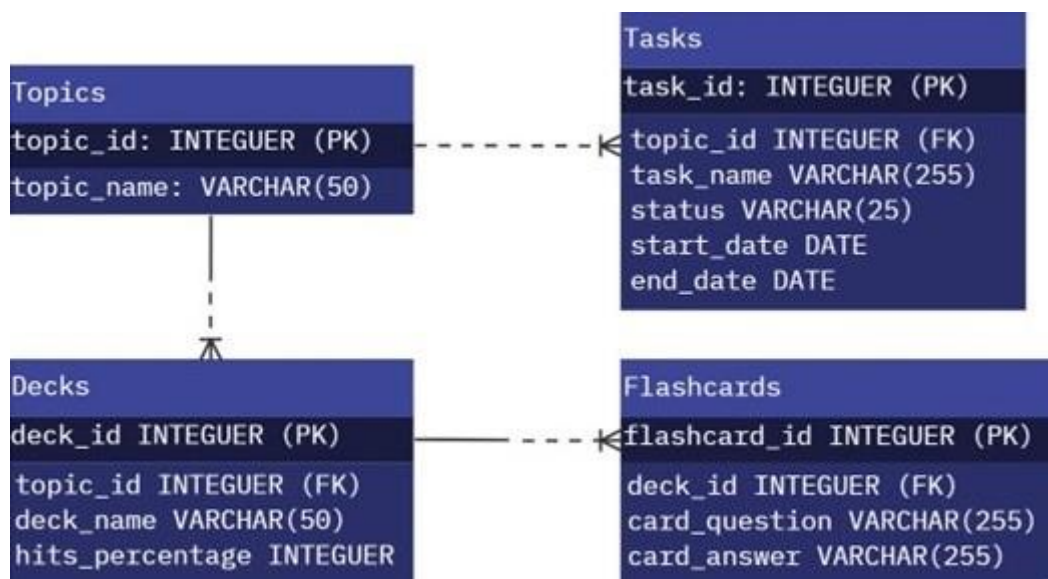 Topics
topic_id: INTEGUER (PK)
topic_name: VARCHAR(50)
Tasks
task_id: INTEGUER (PK)
topic_id INTEGUER (FK)
task_name VARCHAR(255)
status VARCHAR(25)
start_date DATE
end_date DATE
Decks
deck_id INTEGUER (PK)
topic_id INTEGUER (FK)
deck_name VARCHAR(50)
hits_percentage INTEGUER
Flashcards
flashcard_id INTEGUER (PK)
deck_id INTEGUER (FK)
card_question VARCHAR(255)
card_answer VARCHAR(255)